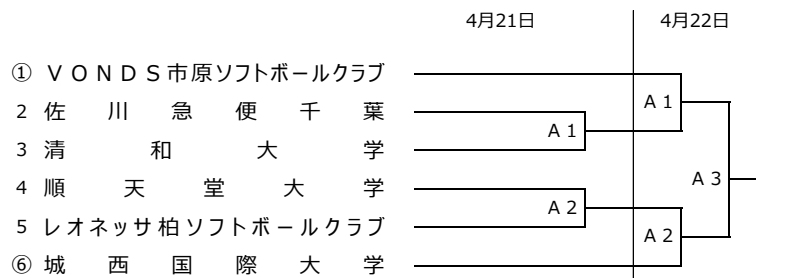 4月21日 4月22日
① ＶＯＮＤＳ市原ソフトボールクラブ
A 1
2 佐川急便千葉
A 1
3 清和大学
A 3
4 順天堂大学
A 2
5 レオネッサ柏ソフトボールクラブ
A 2
⑥ 城西国際大学